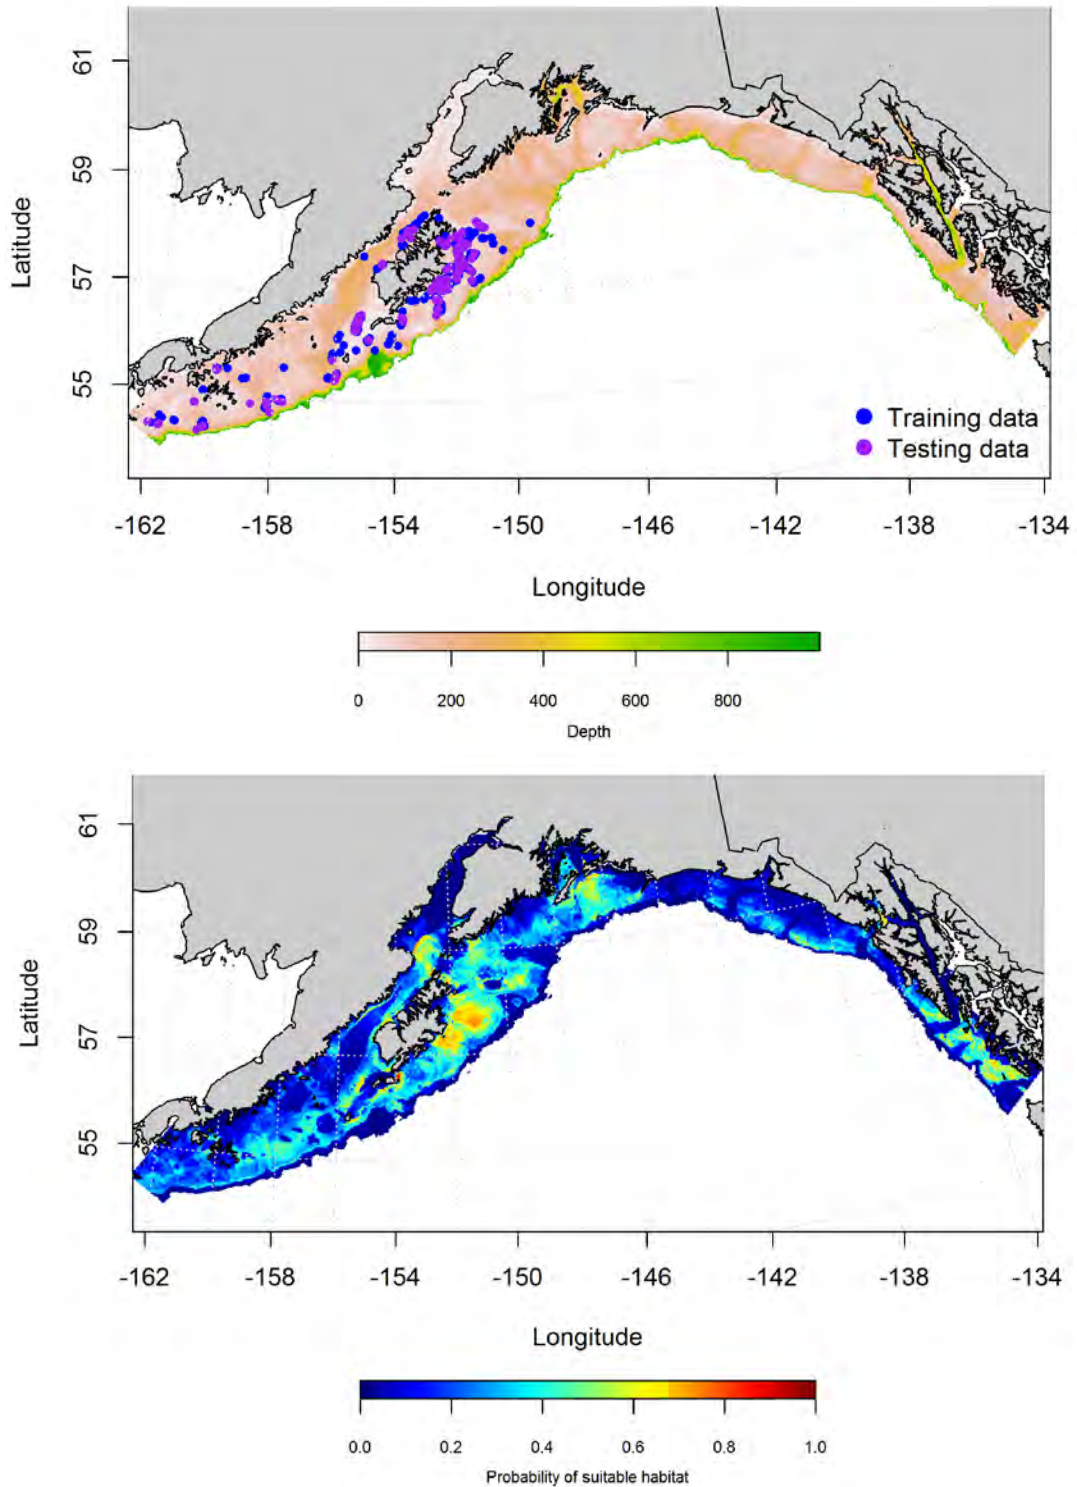 61
59
57
55
Latitude
Training data
Testing data
-162 -158 -154 -150 -146 -142 -138 -134
Longitude
0 200 400 600 800
Depth
61
59
57
55
Latitude
-162 -158 -154 -150 -146 -142 -138 -134
Longitude
0.0 0.2 0.4 0.6 0.8 1.0
Probability of suitable habitat